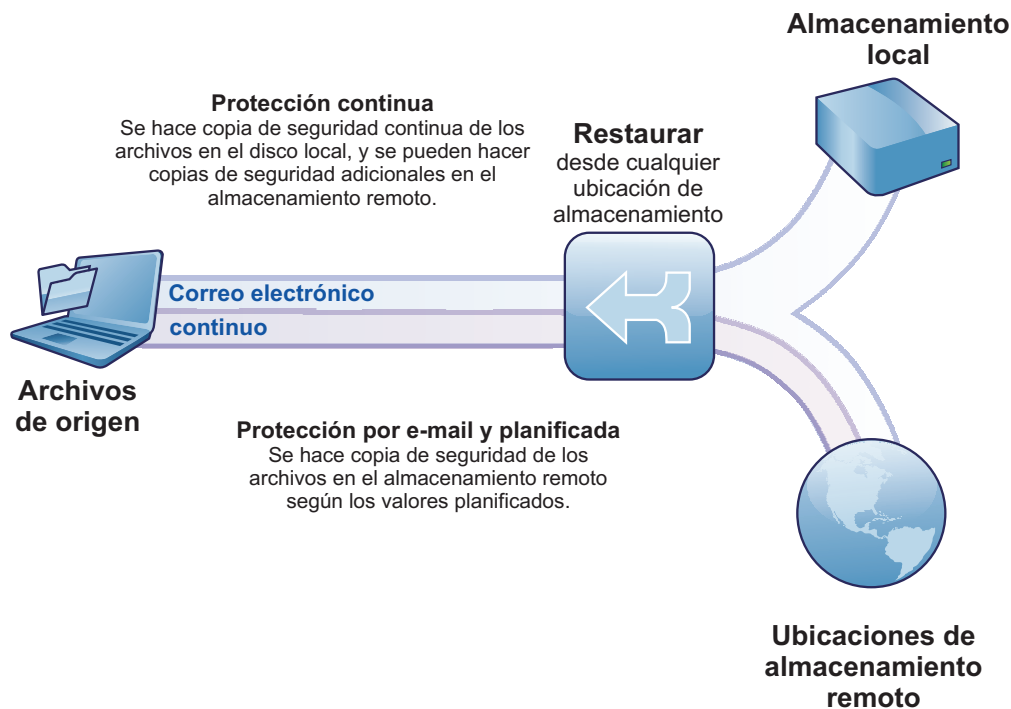 Almacenamiento
local
Protección continua
Se hace copia de seguridad continua de los
archivos en el disco local, y se pueden hacer
copias de seguridad adicionales en el
almacenamiento remoto.
Restaurar
desde cualquier
ubicación de
almacenamiento
Correo electrónico
continuo
Archivos
de origen
Protección por e-mail y planificada
Se hace copia de seguridad de los
archivos en el almacenamiento remoto
según los valores planificados.
Ubicaciones de
almacenamiento
remoto